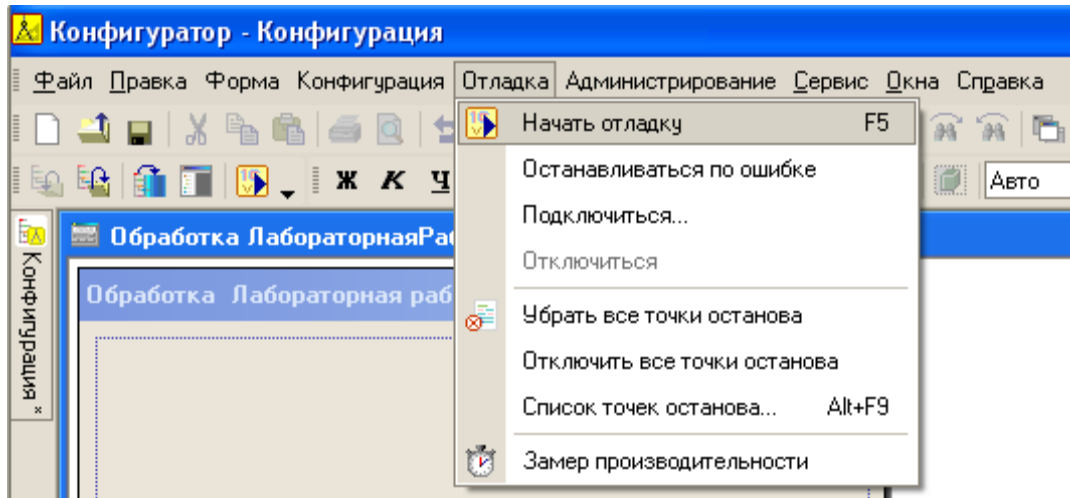 Конфигуратор - Конфигурация
Файл Правка Форма Конфигурация Отладка Администрирование Сервис Окна Справка
Начать отладку F5
Ж К Ч
Авто
Останавливаться по ошибке
Подключиться...
Отключиться
Убрать все точки останова
Отключить все точки останова
Список точек останова... Alt+F9
Замер производительности
Обработка ЛабораторнаяРа
Обработка Лабораторная раб
Конфигурация *